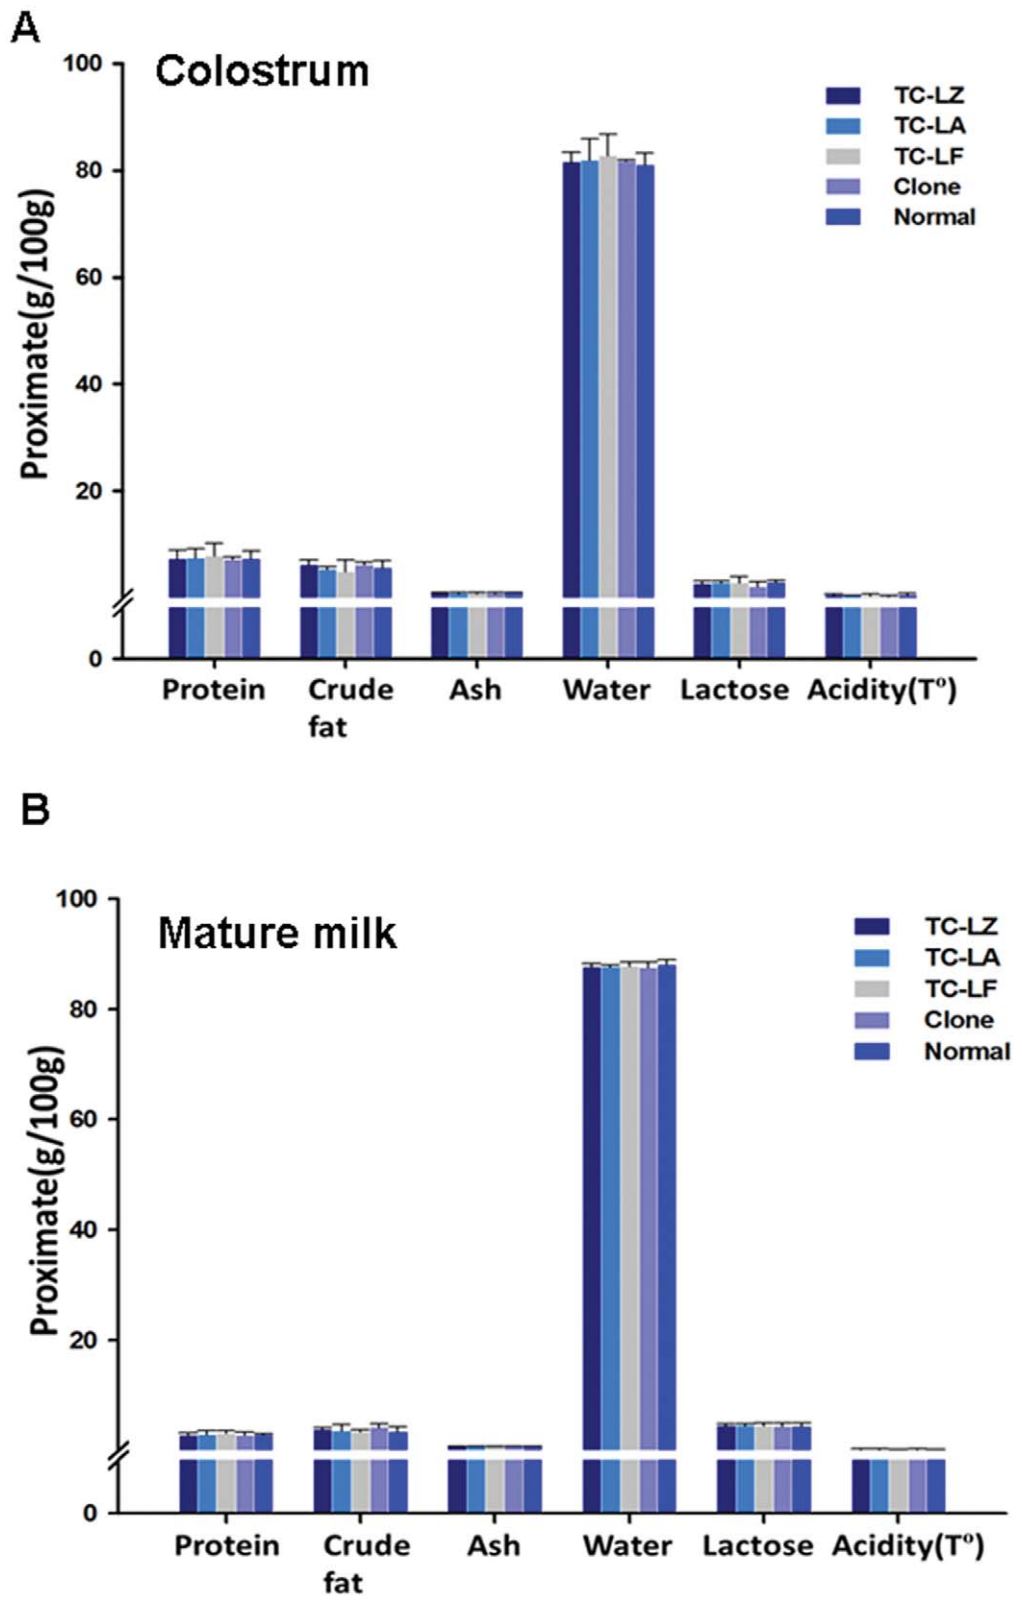 A
Colostrum
100
80
60
40
20
0
Proximate(g/100g)
TC-LZ
TC-LA
TC-LF
Clone
Normal
Protein
Crude
fat
Ash
Water
Lactose
Acidity(Tº)
B
Mature milk
100
80
60
40
20
0
Proximate(g/100g)
TC-LZ
TC-LA
TC-LF
Clone
Normal
Protein
Crude
fat
Ash
Water
Lactose
Acidity(Tº)